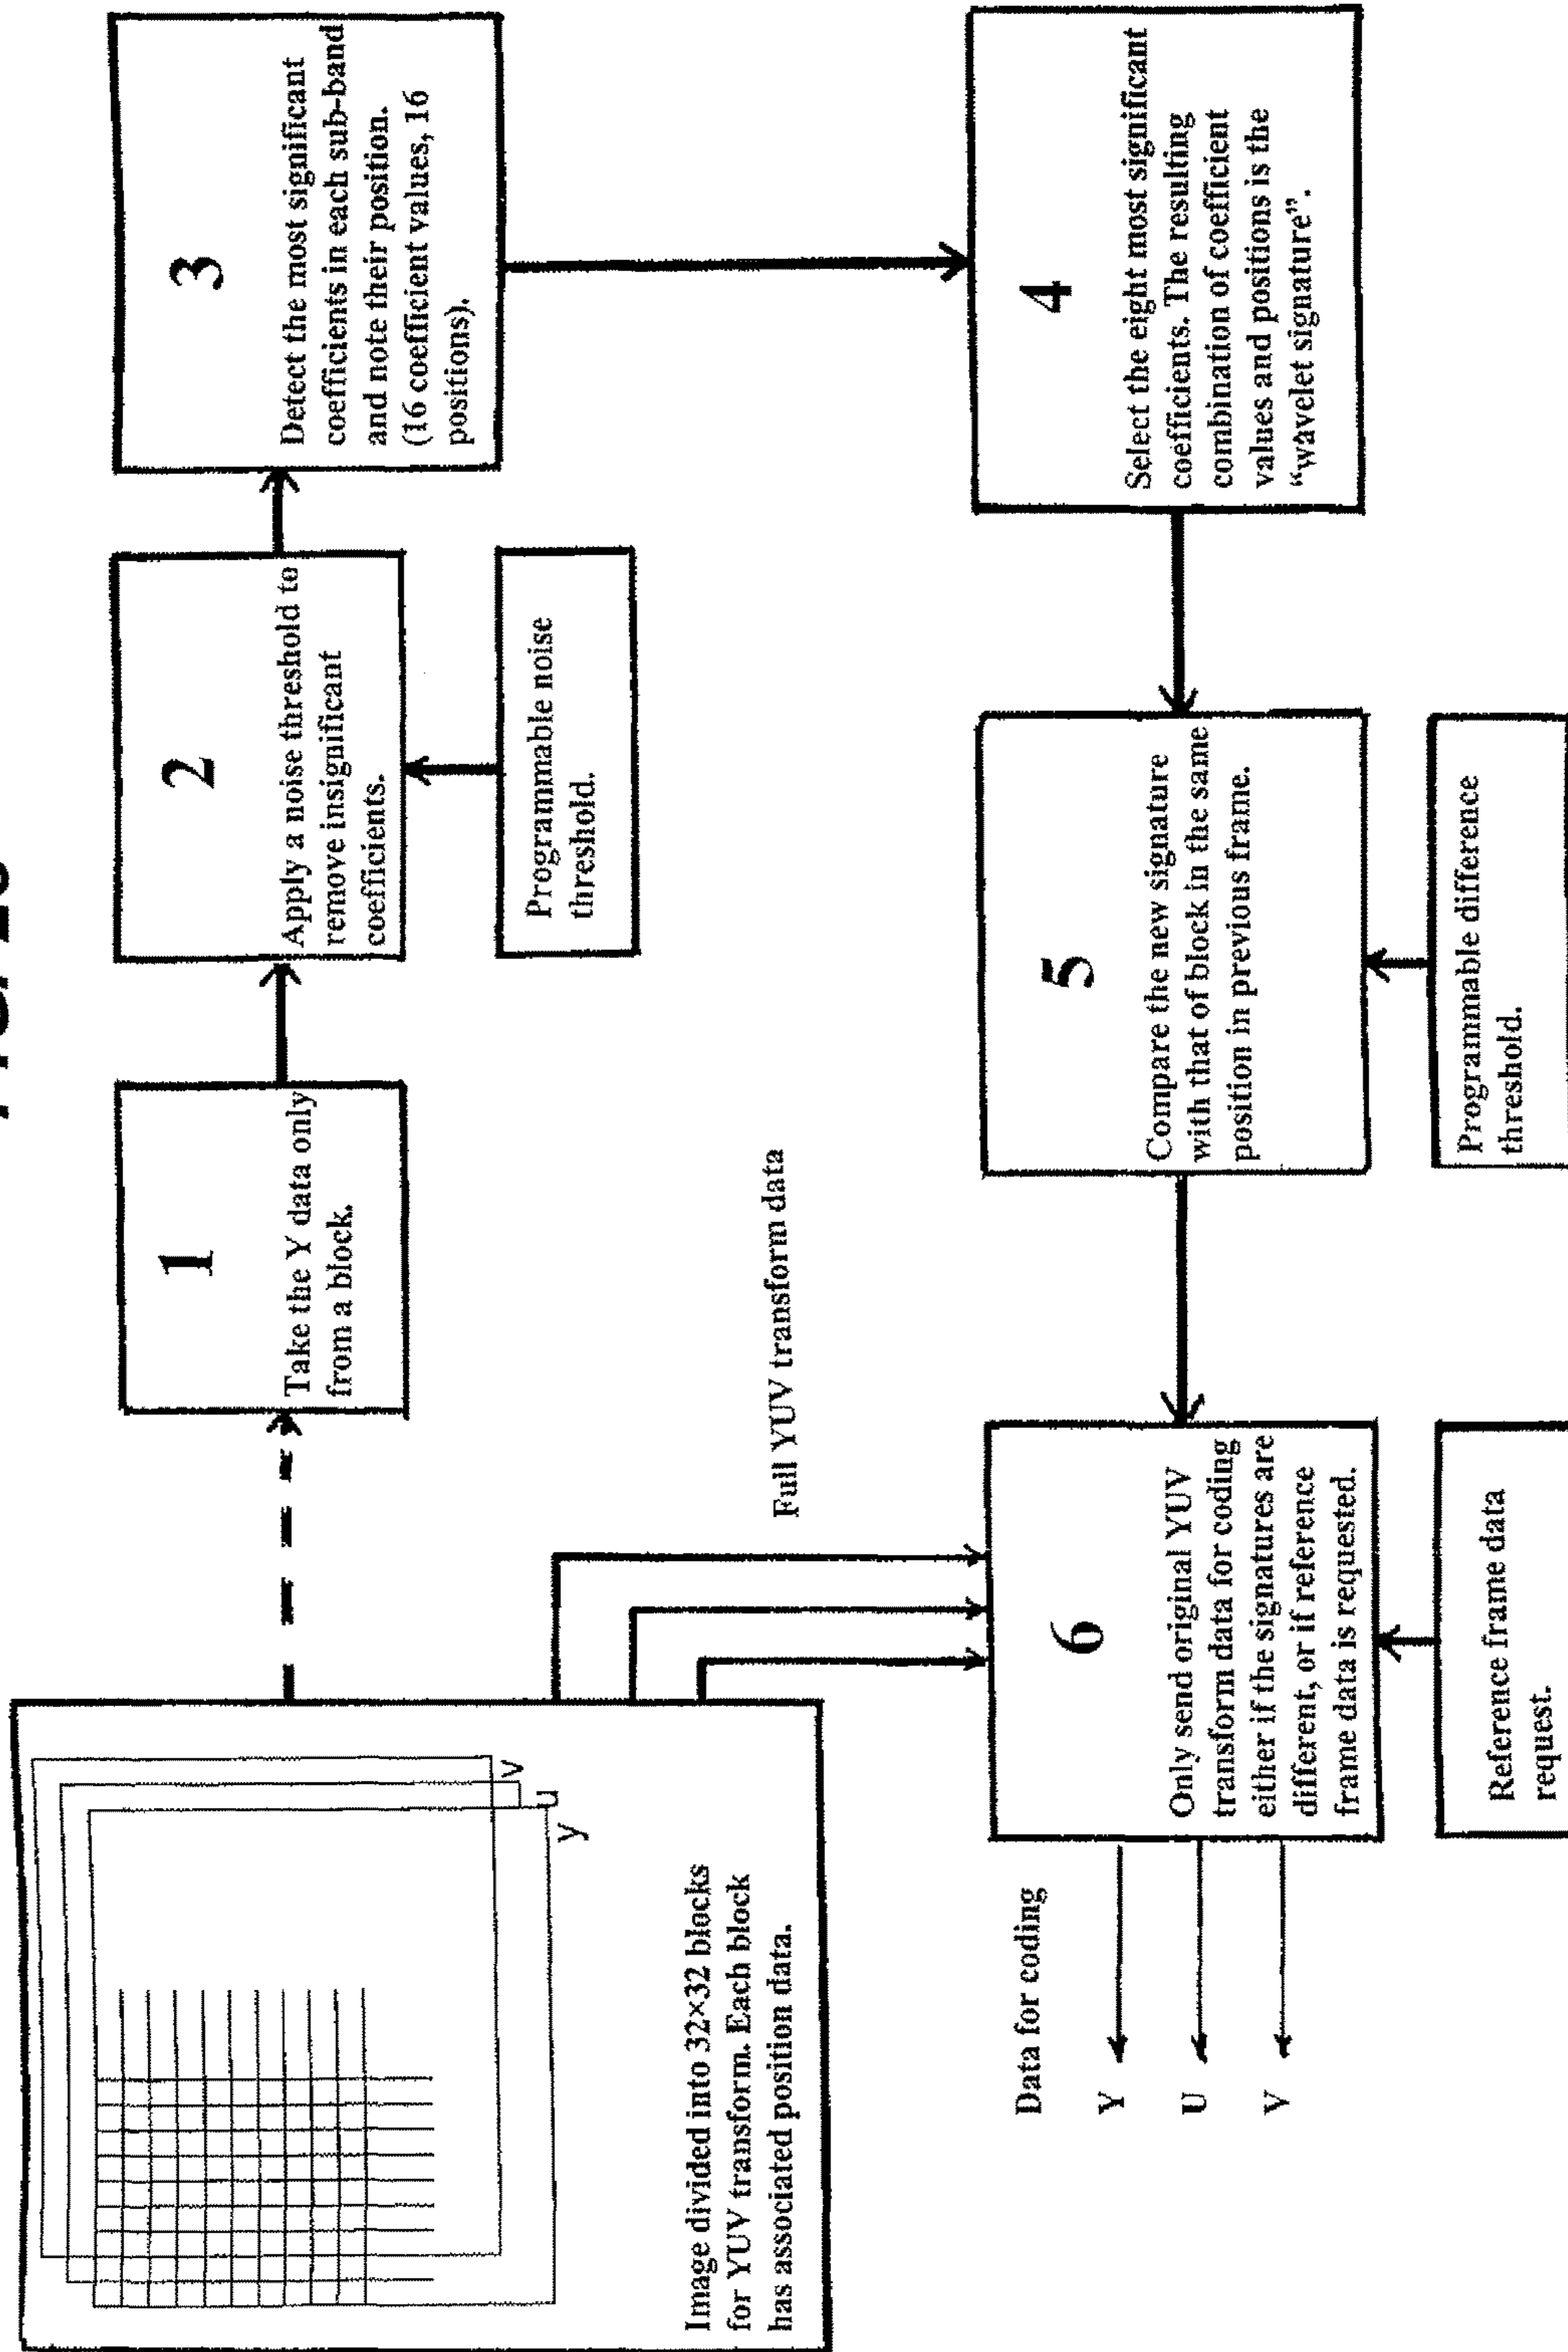 Image divided into 32×32 blocks
for YUV transform. Each block
has associated position data.
y
u
v
1
Take the Y data only
from a block.
2
Apply a noise threshold to
remove insignificant
coefficients.
Programmable noise
threshold.
3
Detect the most significant
coefficients in each sub-band
and note their position.
(16 coefficient values, 16
positions).
4
Select the eight most significant
coefficients. The resulting
combination of coefficient
values and positions is the
“wavelet signature”.
5
Compare the new signature
with that of block in the same
position in previous frame.
Programmable difference
threshold.
Full YUV transform data
6
Only send original YUV
transform data for coding
either if the signatures are
different, or if reference
frame data is requested.
Reference frame data
request.
Data for coding
Y
U
V